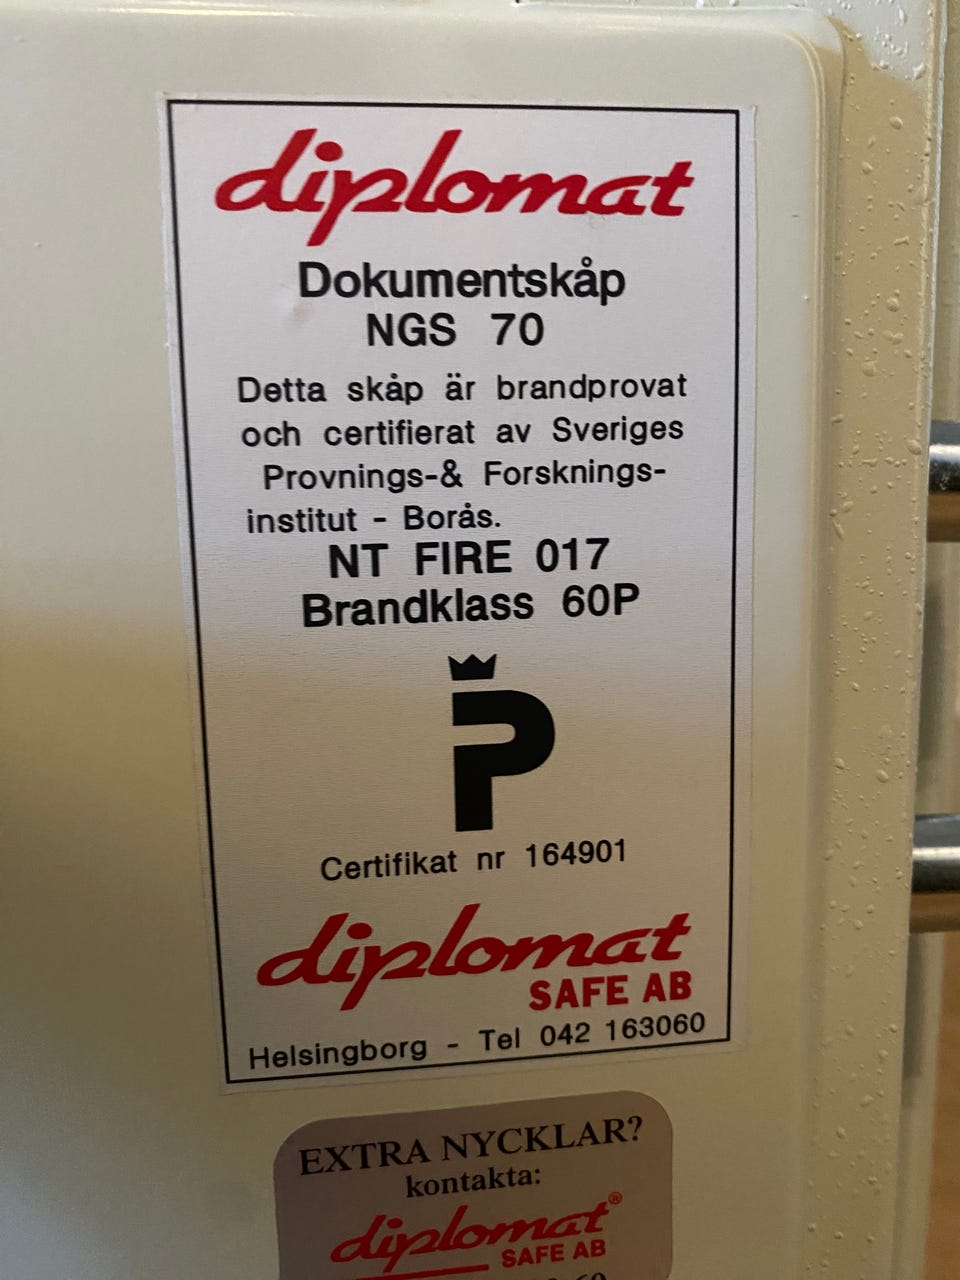 diplomat
Dokumentskåp
NGS 70
Detta skåp är brandprovat
och certifierat av Sveriges
Provnings-& Forsknings-
institut - Borås.
NT FIRE 017
Brandklass 60P
P
Certifikat nr 164901
diplomat
SAFE AB
Helsingborg - Tel 042 163060
EXTRA NYCKLAR?
kontakta:
diplomat®
SAFE AB